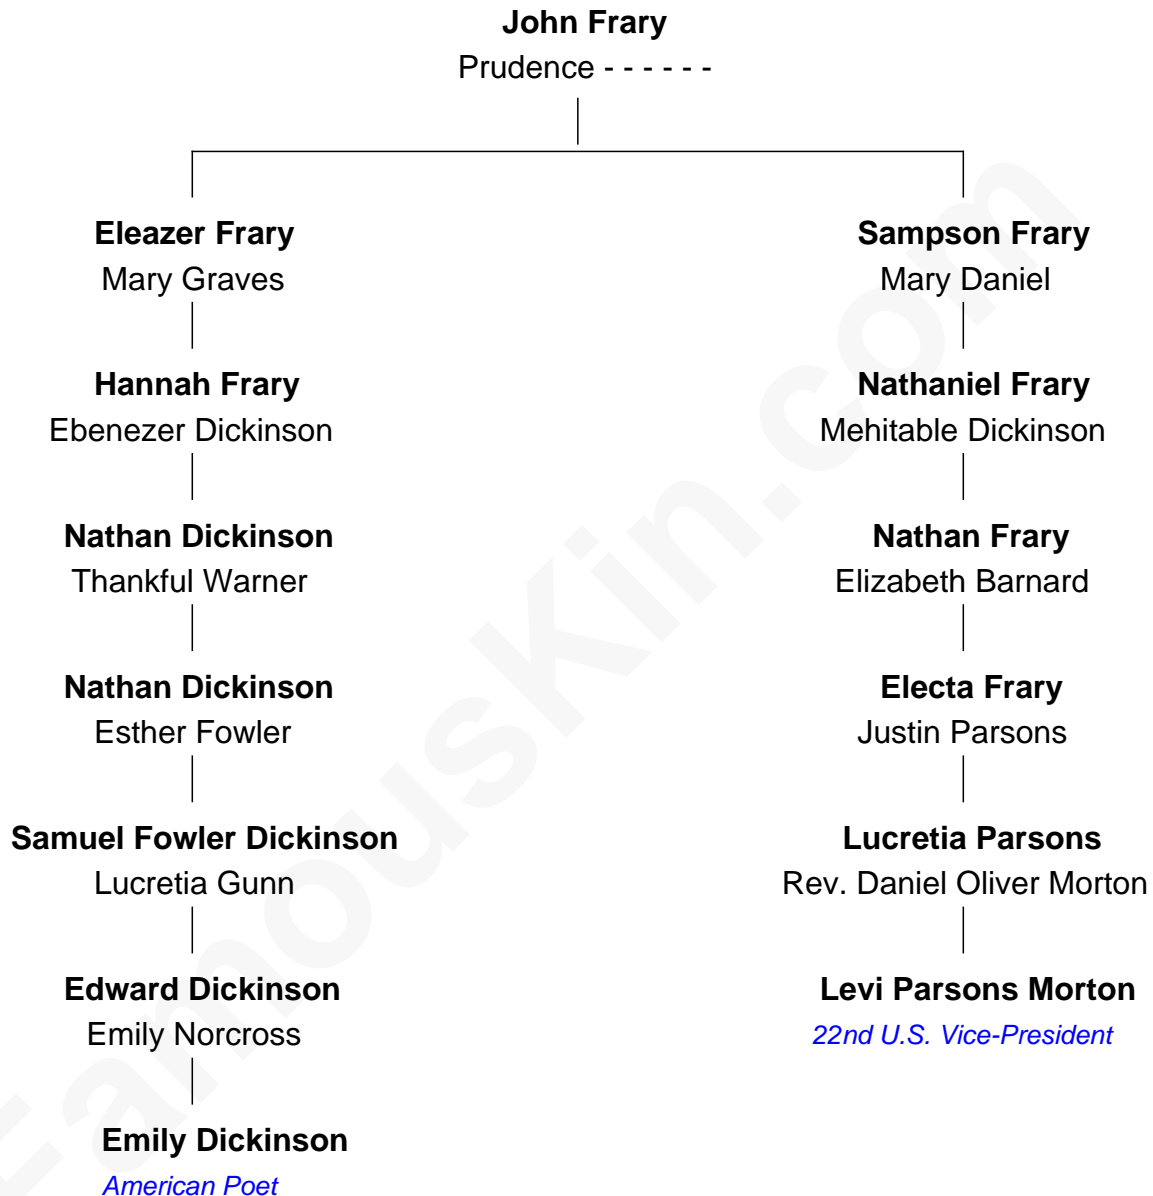 John Frary
Prudence - - - - - -
Eleazer Frary
Mary Graves
Sampson Frary
Mary Daniel
Hannah Frary
Ebenezer Dickinson
Nathaniel Frary
Mehitable Dickinson
Nathan Dickinson
Thankful Warner
Nathan Frary
Elizabeth Barnard
Nathan Dickinson
Esther Fowler
Electa Frary
Justin Parsons
Samuel Fowler Dickinson
Lucretia Gunn
Lucretia Parsons
Rev. Daniel Oliver Morton
Edward Dickinson
Emily Norcross
Levi Parsons Morton
22nd U.S. Vice-President
Emily Dickinson
American Poet
FamousKin.com